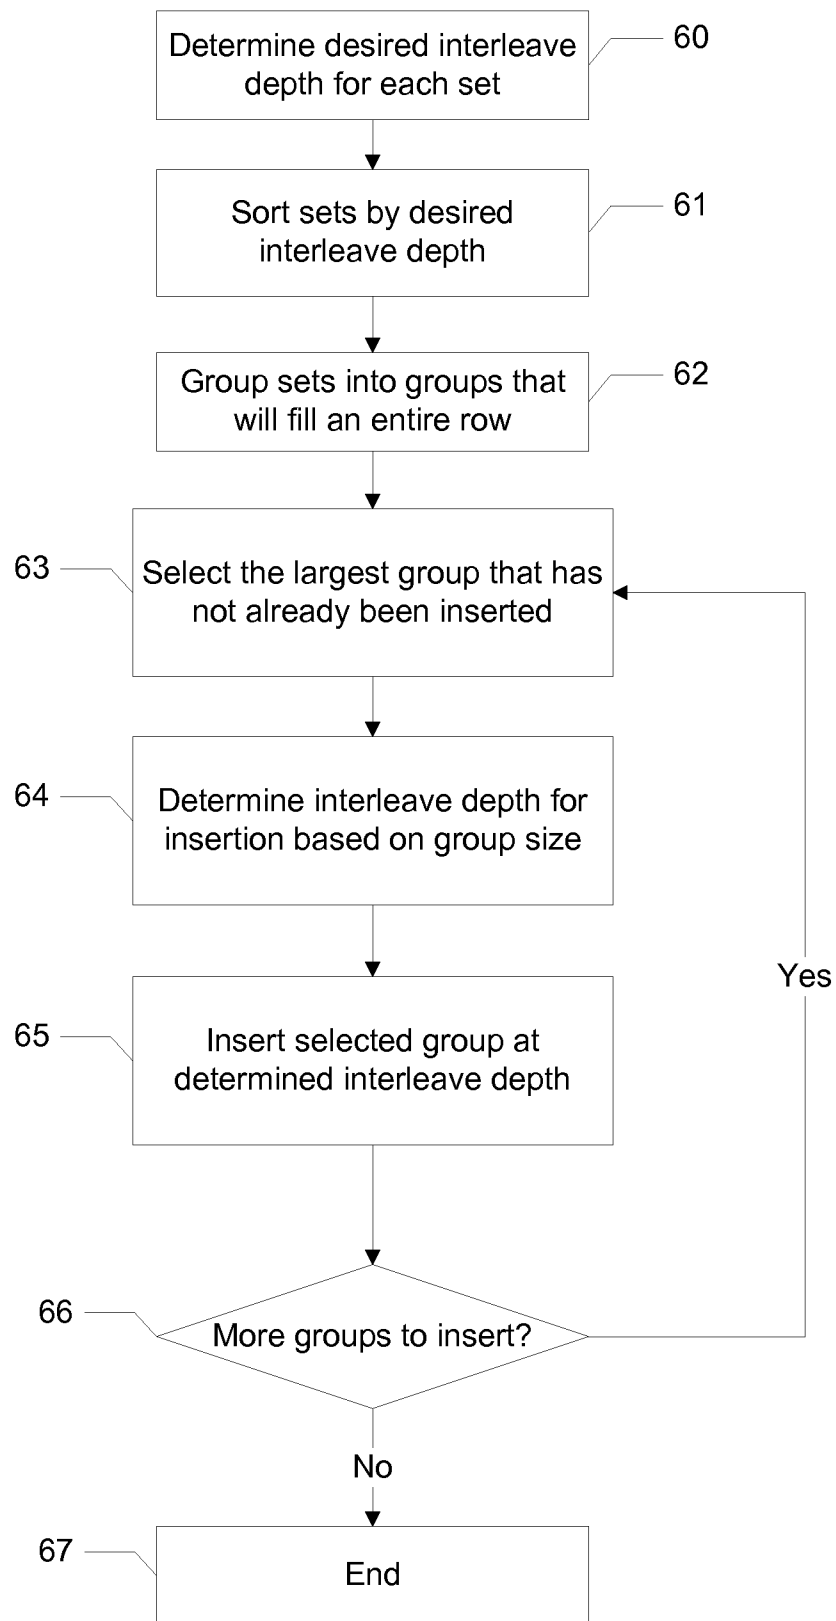 Determine desired interleave
depth for each set
60
Sort sets by desired
interleave depth
61
Group sets into groups that
will fill an entire row
62
63
Select the largest group that has
not already been inserted
64
Determine interleave depth for
insertion based on group size
Yes
65
Insert selected group at
determined interleave depth
66
More groups to insert?
No
67
End